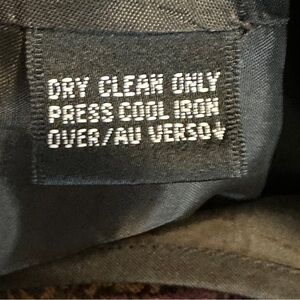 DRY CLEAN ONLY
PRESS COOL IRON
OVER/AU VERSO↓